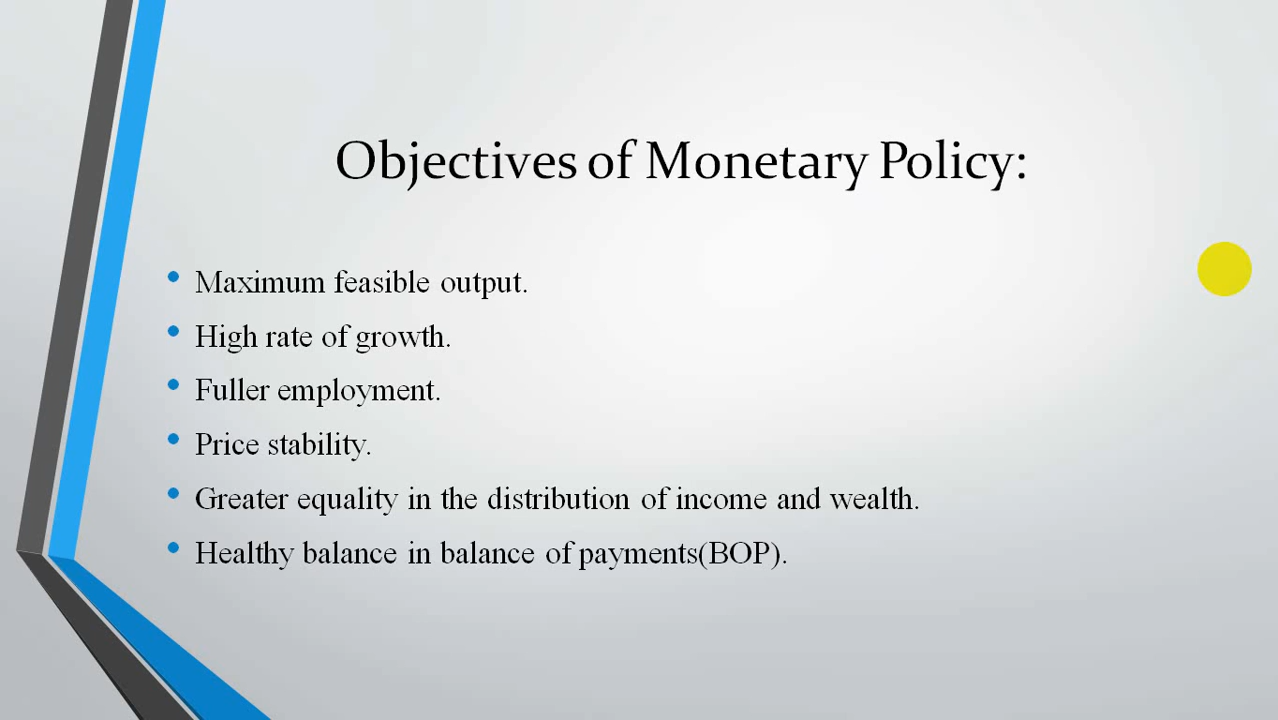 Objectives of Monetary Policy:
• Maximum feasible output.
• High rate of growth.
• Fuller employment.
• Price stability.
• Greater equality in the distribution of income and wealth.
• Healthy balance in balance of payments(BOP).